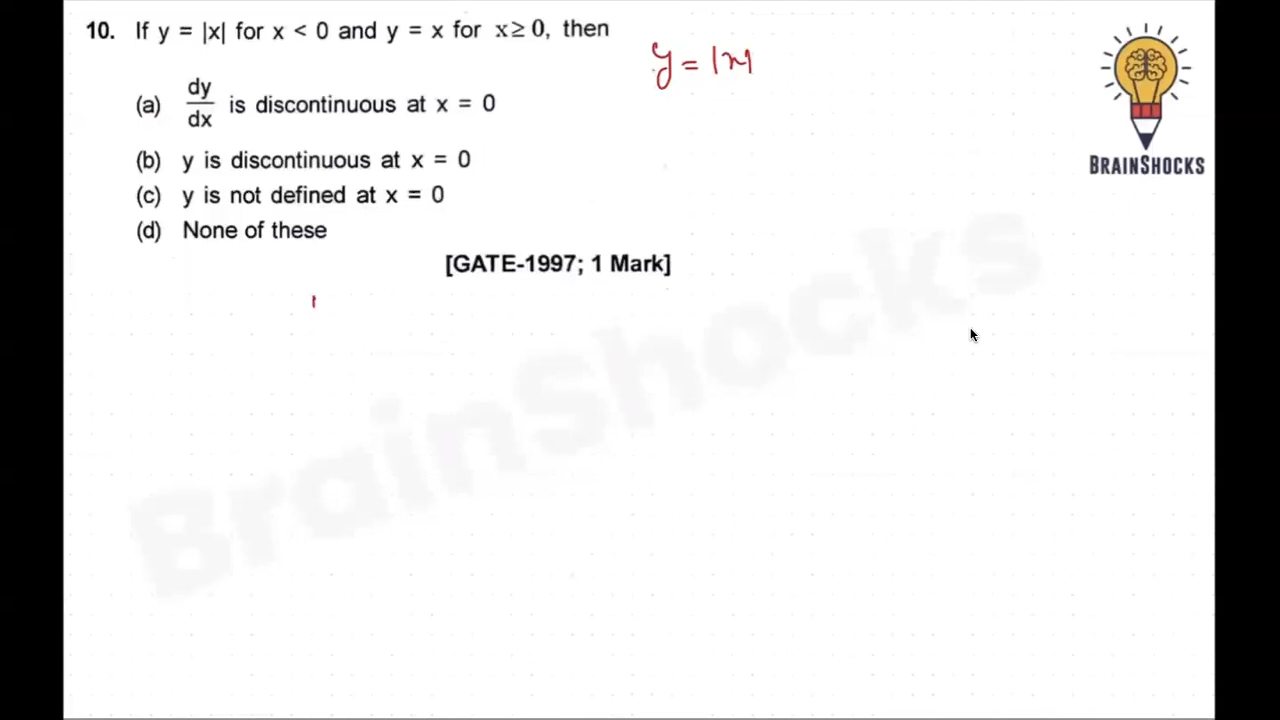 10. If y = |x| for x < 0 and y = x for x ≥ 0, then
y = |x|
(a) dy/dx is discontinuous at x = 0
(b) y is discontinuous at x = 0
(c) y is not defined at x = 0
(d) None of these
[GATE-1997; 1 Mark]
BRAINSHOCKS
BrainShocks